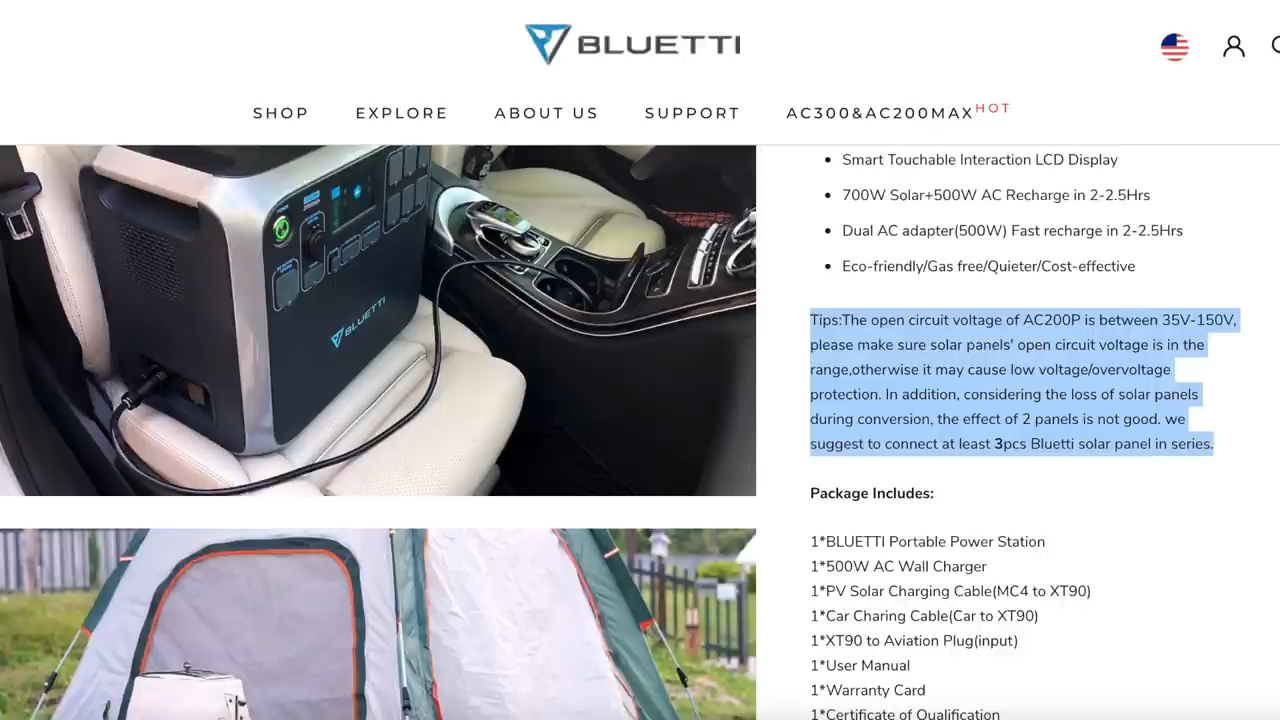 BLUETTI
SHOP
EXPLORE
ABOUT US
SUPPORT
AC300&AC200MAX HOT
Smart Touchable Interaction LCD Display
700W Solar+500W AC Recharge in 2-2.5Hrs
Dual AC adapter(500W) Fast recharge in 2-2.5Hrs
Eco-friendly/Gas free/Quieter/Cost-effective
BLUETTI
Tips:The open circuit voltage of AC200P is between 35V-150V,
please make sure solar panels' open circuit voltage is in the
range,otherwise it may cause low voltage/overvoltage
protection. In addition, considering the loss of solar panels
during conversion, the effect of 2 panels is not good. we
suggest to connect at least 3pcs Bluetti solar panel in series.
Package Includes:
1*BLUETTI Portable Power Station
1*500W AC Wall Charger
1*PV Solar Charging Cable(MC4 to XT90)
1*Car Charing Cable(Car to XT90)
1*XT90 to Aviation Plug(input)
1*User Manual
1*Warranty Card
1*Certificate of Qualification